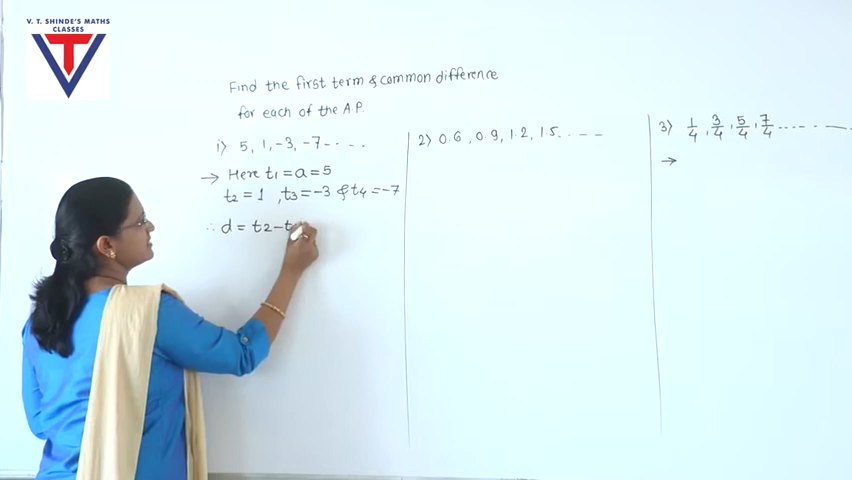 V. T. SHINDE'S MATHS
CLASSES
Find the first term & common difference
for each of the A.P.
i) 5, 1, -3, -7- . . .
→ Here t₁ = a = 5
t₂ = 1 , t₃ = -3 & t₄ = -7
∴ d = t₂ - t
2) 0.6, 0.9, 1.2, 1.5. . . . - -
3) 1/4, 3/4, 5/4, 7/4 ...... - . - .
→